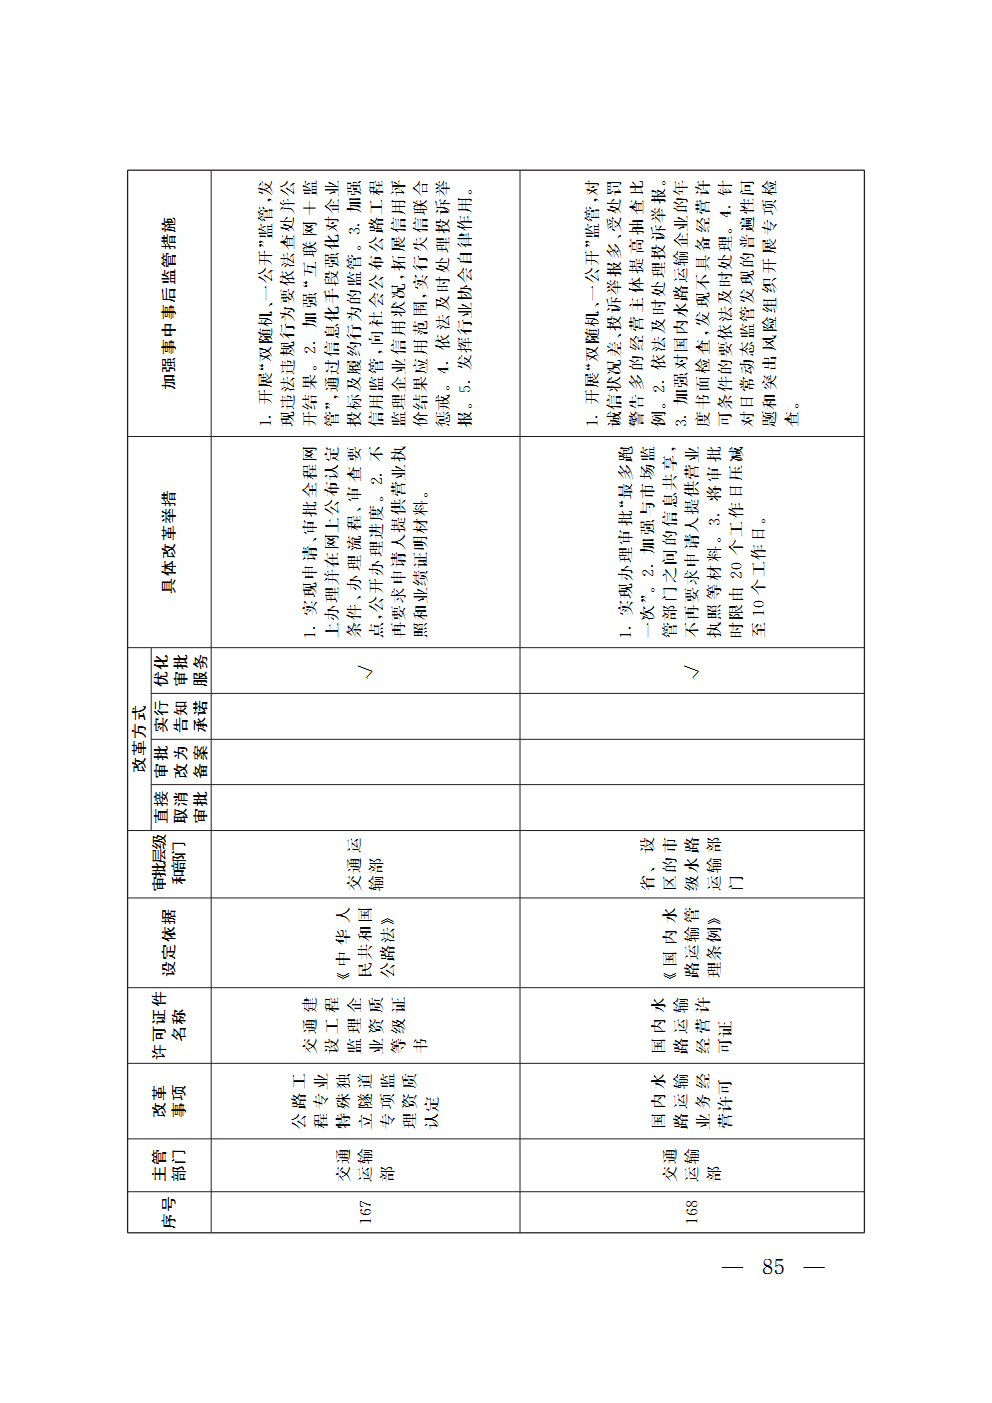 序号
主管
部门
改革
事项
许可证件
名称
设定依据
审批层级
和部门
改革方式
直接
取消
审批
审批
改为
备案
实行
告知
承诺
优化
审批
服务
具体改革举措
加强事中事后监管措施
167
交通
运输
部
公路工
程专业
特殊独
立隧道
专项监
理资质
认定
交通建
设工程
监理企
业资质
等级证
书
《中华人
民共和国
公路法》
交通运
输部
√
1. 实现申请、审批全程网
上办理并在网上公布认定
条件、办理流程、审查要
点,公开办理进度。2. 不
再要求申请人提供营业执
照和业绩证明材料。
1. 开展“双随机、一公开”监管,发
现违法违规行为要依法查处并公
开结果。2. 加强“互联网+监
管”,通过信息化手段强化对企业
投标及履约行为的监管。3. 加强
信用监管,向社会公布公路工程
监理企业信用状况,拓展信用评
价结果应用范围,实行失信联合
惩戒。4. 依法及时处理投诉举
报。5. 发挥行业协会自律作用。
168
交通
运输
部
国内水
路运输
业务经
营许可
国内水
路运输
经营许
可证
《国内水
路运输管
理条例》
省、设
区的市
级水路
运输部
门
√
1. 实现办理审批“最多跑
一次”。2. 加强与市场监
管部门之间的信息共享,
不再要求申请人提供营业
执照等材料。3. 将审批
时限由 20 个工作日压减
至 10 个工作日。
1. 开展“双随机、一公开”监管,对
诚信状况差、投诉举报多、受处罚
警告多的经营主体提高抽查比
例。2. 依法及时处理投诉举报。
3. 加强对国内水路运输企业的年
度书面检查,发现不具备经营许
可条件的要依法及时处理。4. 针
对日常动态监管发现的普遍性问
题和突出风险组织开展专项检
查。
— 85 —